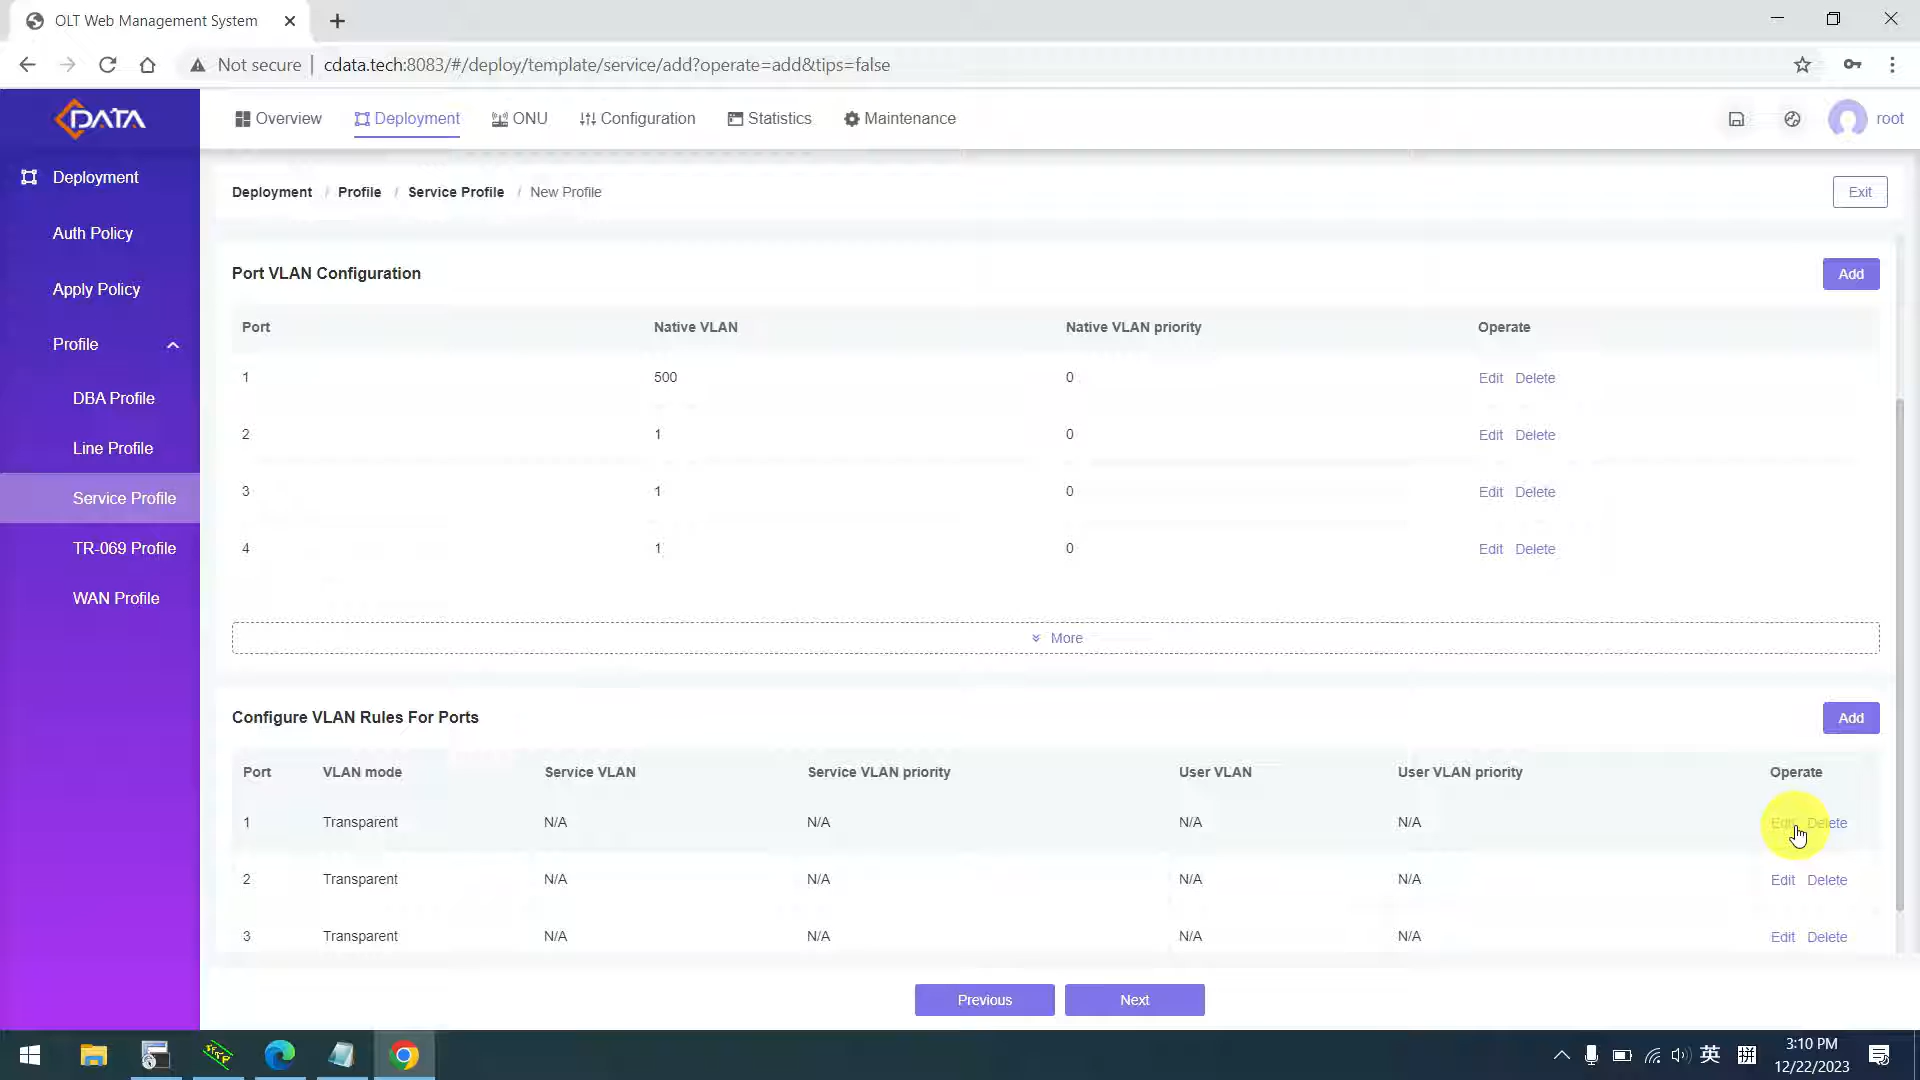 OLT Web Management System
Not secure
cdata.tech:8083/#/deploy/template/service/add?operate=add&tips=false
DATA
Overview
Deployment
ONU
Configuration
Statistics
Maintenance
root
Deployment
Auth Policy
Apply Policy
Profile
DBA Profile
Line Profile
Service Profile
TR-069 Profile
WAN Profile
Deployment / Profile / Service Profile / New Profile
Exit
Port VLAN Configuration
Add
Port Native VLAN Native VLAN priority Operate
1 500 0 Edit Delete
2 1 0 Edit Delete
3 1 0 Edit Delete
4 1 0 Edit Delete
More
Configure VLAN Rules For Ports
Add
Port VLAN mode Service VLAN Service VLAN priority User VLAN User VLAN priority Operate
1 Transparent N/A N/A N/A N/A Edit Delete
2 Transparent N/A N/A N/A N/A Edit Delete
3 Transparent N/A N/A N/A N/A Edit Delete
Previous
Next
英
拼
3:10 PM
12/22/2023